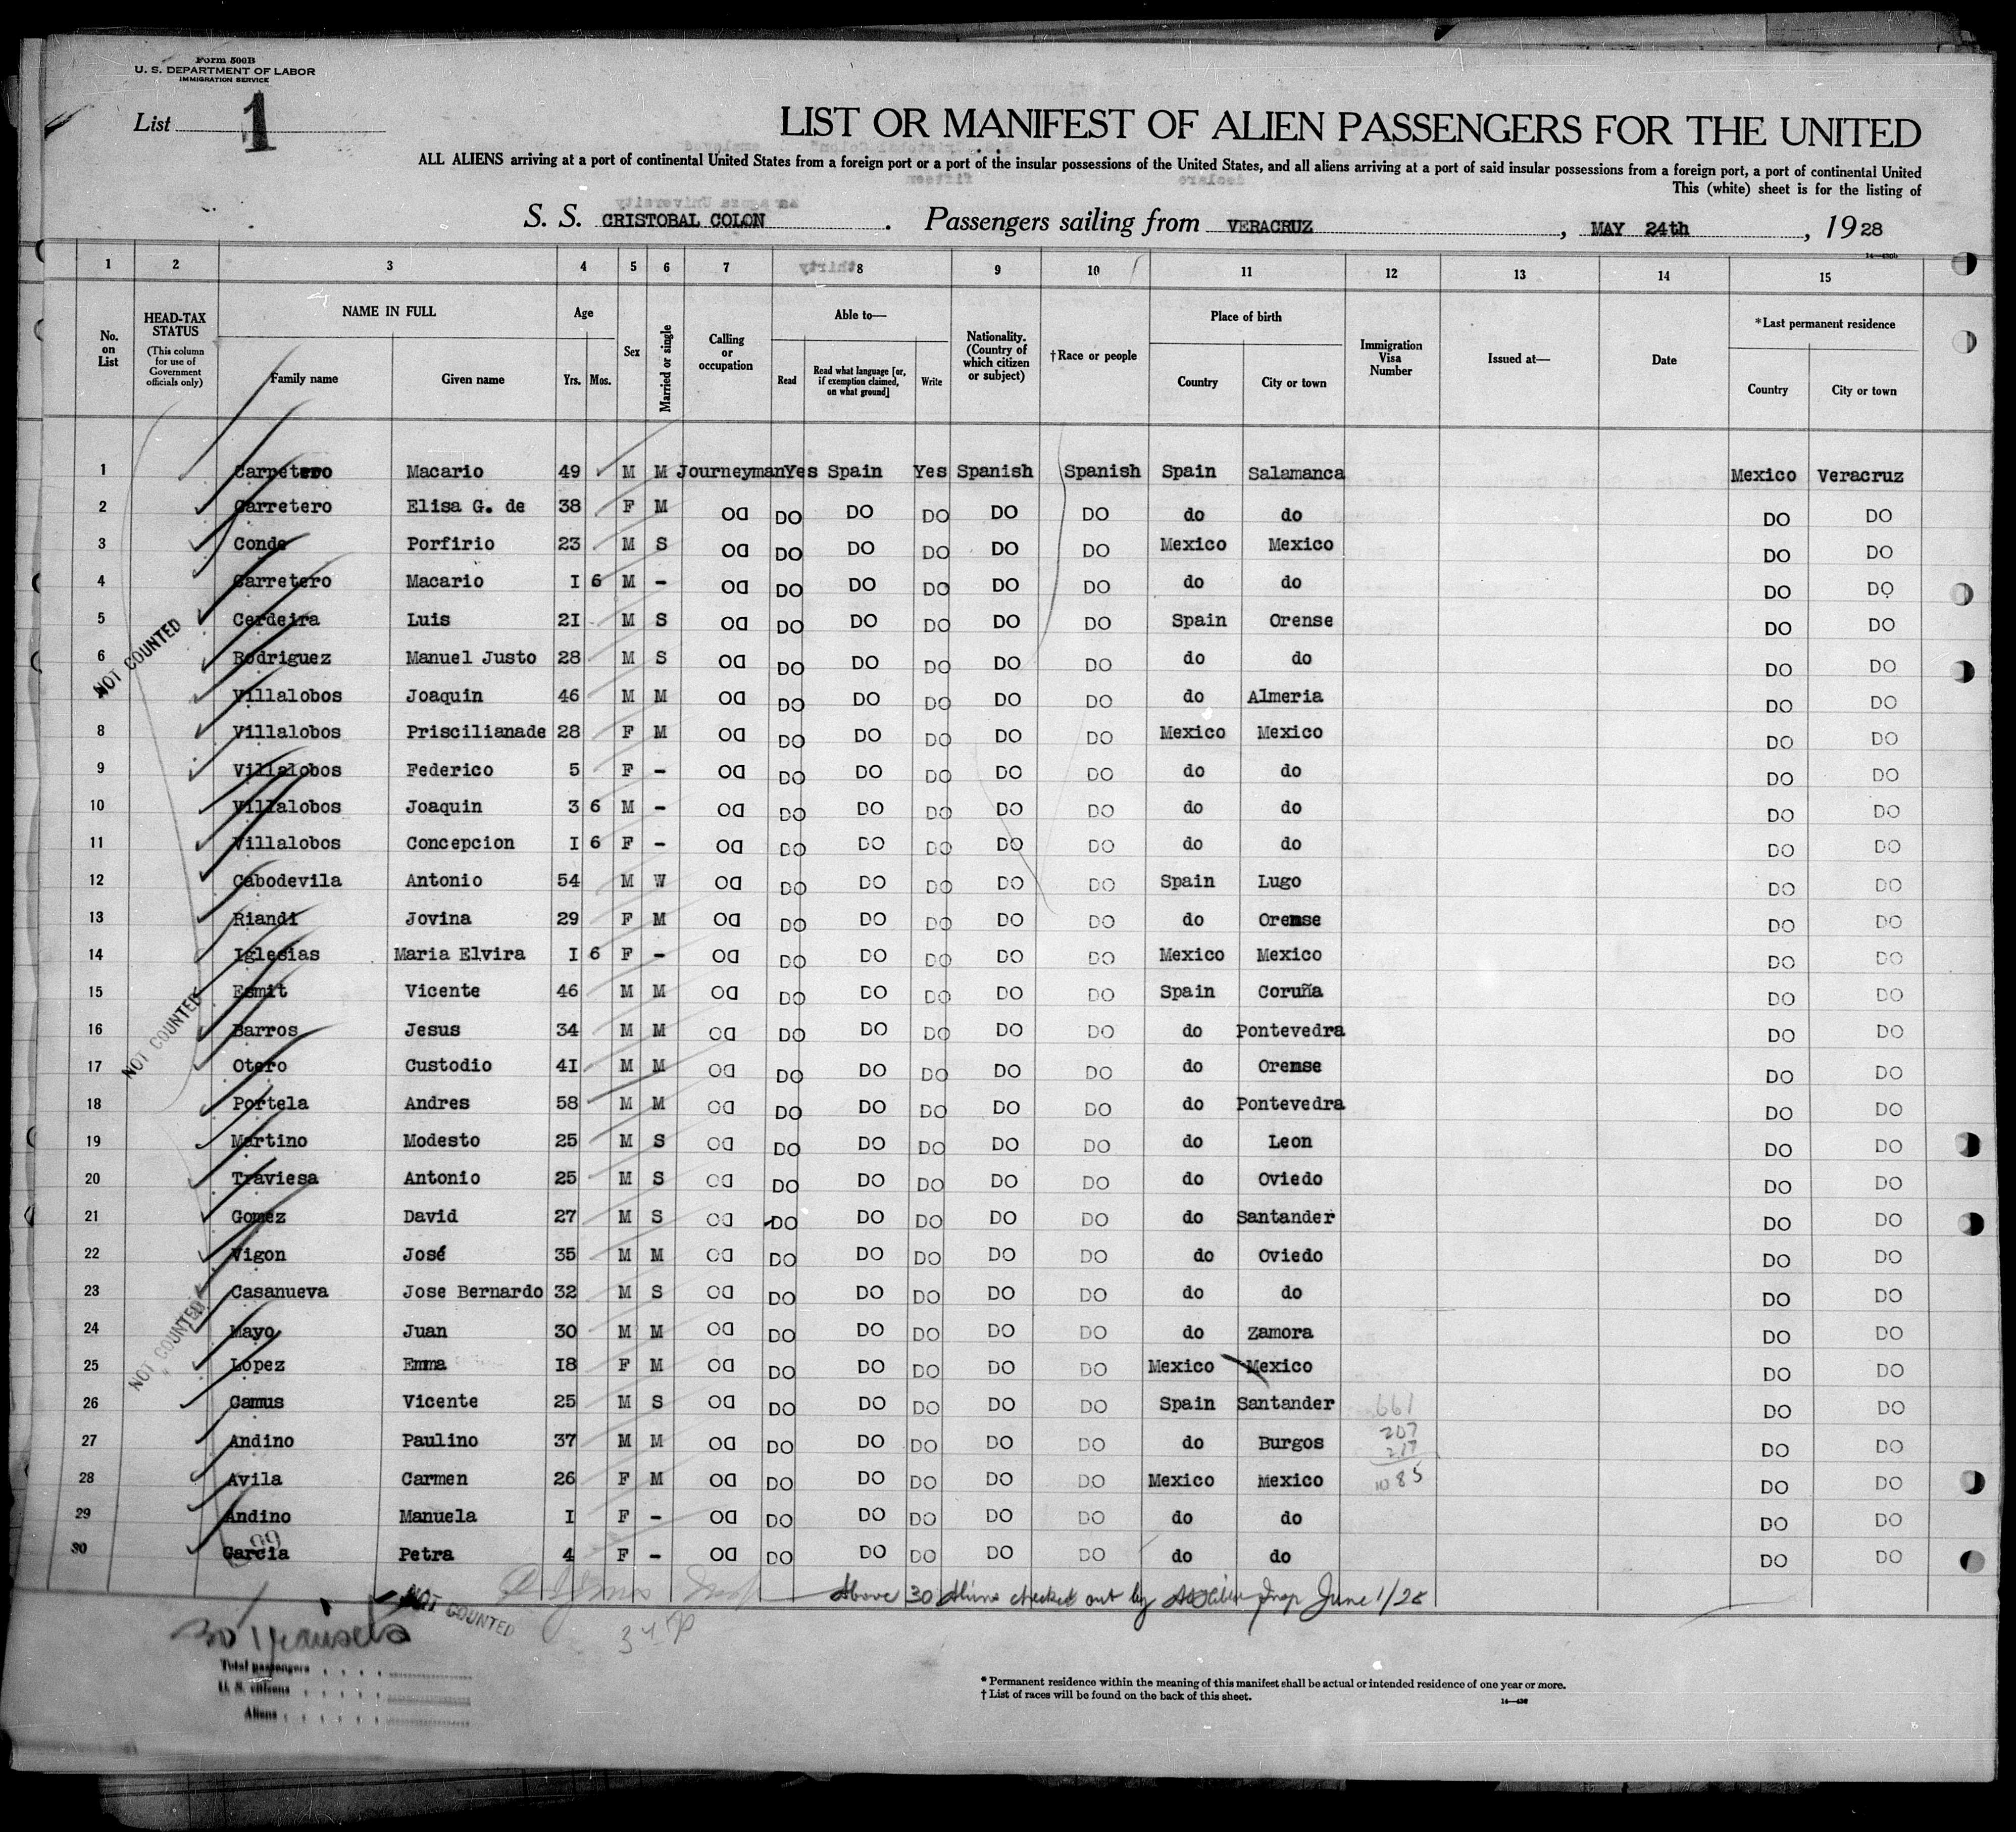 Form 500B
U. S. DEPARTMENT OF LABOR
IMMIGRATION SERVICE
List 1
LIST OR MANIFEST OF ALIEN PASSENGERS FOR THE UNITED
ALL ALIENS arriving at a port of continental United States from a foreign port or a port of the insular possessions of the United States, and all aliens arriving at a port of said insular possessions from a foreign port, a port of continental United
This (white) sheet is for the listing of
S. S. CRISTOBAL COLON. Passengers sailing from VERACRUZ, MAY 24th, 1928
1 2 3 4 5 6 7 8 9 10 11 12 13 14 15
No. on List HEAD-TAX STATUS (This column for use of Government officials only) NAME IN FULL Family name Given name Age Yrs. Mos. Sex Married or single Calling or occupation Able to— Read Read what language [or, if exemption claimed, on what ground] Write Nationality. (Country of which citizen or subject) †Race or people Place of birth Country City or town Immigration Visa Number Issued at— Date *Last permanent residence Country City or town
1 Carretero Macario 49 M M Journeyman Yes Spain Yes Spanish Spanish Spain Salamanca Mexico Veracruz
2 Carretero Elisa G. de 38 F M DO DO DO DO DO DO do do DO DO
3 Conde Porfirio 23 M S DO DO DO DO DO DO Mexico Mexico DO DO
4 Carretero Macario I 6 M - DO DO DO DO DO DO do do DO DO
5 Cerdeira Luis 2I M S DO DO DO DO DO DO Spain Orense DO DO
6 Rodriguez Manuel Justo 28 M S DO DO DO DO DO DO do do DO DO
7 Villalobos Joaquin 46 M M DO DO DO DO DO DO do Almeria DO DO
8 Villalobos Priscilianade 28 F M DO DO DO DO DO DO Mexico Mexico DO DO
9 Villalobos Federico 5 F - DO DO DO DO DO DO do do DO DO
10 Villalobos Joaquin 3 6 M - DO DO DO DO DO DO do do DO DO
11 Villalobos Concepcion I 6 F - DO DO DO DO DO DO do do DO DO
12 Cabodevila Antonio 54 M W DO DO DO DO DO DO Spain Lugo DO DO
13 Riandi Jovina 29 F M DO DO DO DO DO DO do Orense DO DO
14 Iglesias Maria Elvira I 6 F - DO DO DO DO DO DO Mexico Mexico DO DO
15 Esmit Vicente 46 M M DO DO DO DO DO DO Spain Coruña DO DO
16 Barros Jesus 34 M M DO DO DO DO DO DO do Pontevedra DO DO
17 Otero Custodio 4I M M DO DO DO DO DO DO do Orense DO DO
18 Portela Andres 58 M M DO DO DO DO DO DO do Pontevedra DO DO
19 Martino Modesto 25 M S DO DO DO DO DO DO do Leon DO DO
20 Traviesa Antonio 25 M S DO DO DO DO DO DO do Oviedo DO DO
21 Gomez David 27 M S DO DO DO DO DO DO do Santander DO DO
22 Vigon José 35 M M DO DO DO DO DO DO do Oviedo DO DO
23 Casanueva Jose Bernardo 32 M S DO DO DO DO DO DO do do DO DO
24 Mayo Juan 30 M M DO DO DO DO DO DO do Zamora DO DO
25 Lopez Emma I8 F M DO DO DO DO DO DO Mexico Mexico DO DO
26 Camus Vicente 25 M S DO DO DO DO DO DO Spain Santander 661 DO DO
27 Andino Paulino 37 M M DO DO DO DO DO DO do Burgos 207 217 DO DO
28 Avila Carmen 26 F M DO DO DO DO DO DO Mexico Mexico 1085 DO DO
29 Andino Manuela I F - DO DO DO DO DO DO do do DO DO
30 Garcia Petra 4 F - DO DO DO DO DO DO do do DO DO
NOT COUNTED
NOT COUNTED
NOT COUNTED
NOT COUNTED
Above 30 Aliens checked out by Insp June 1/28
30 Transits
Total passengers
U. S. citizens
Aliens
* Permanent residence within the meaning of this manifest shall be actual or intended residence of one year or more.
† List of races will be found on the back of this sheet.
14—430